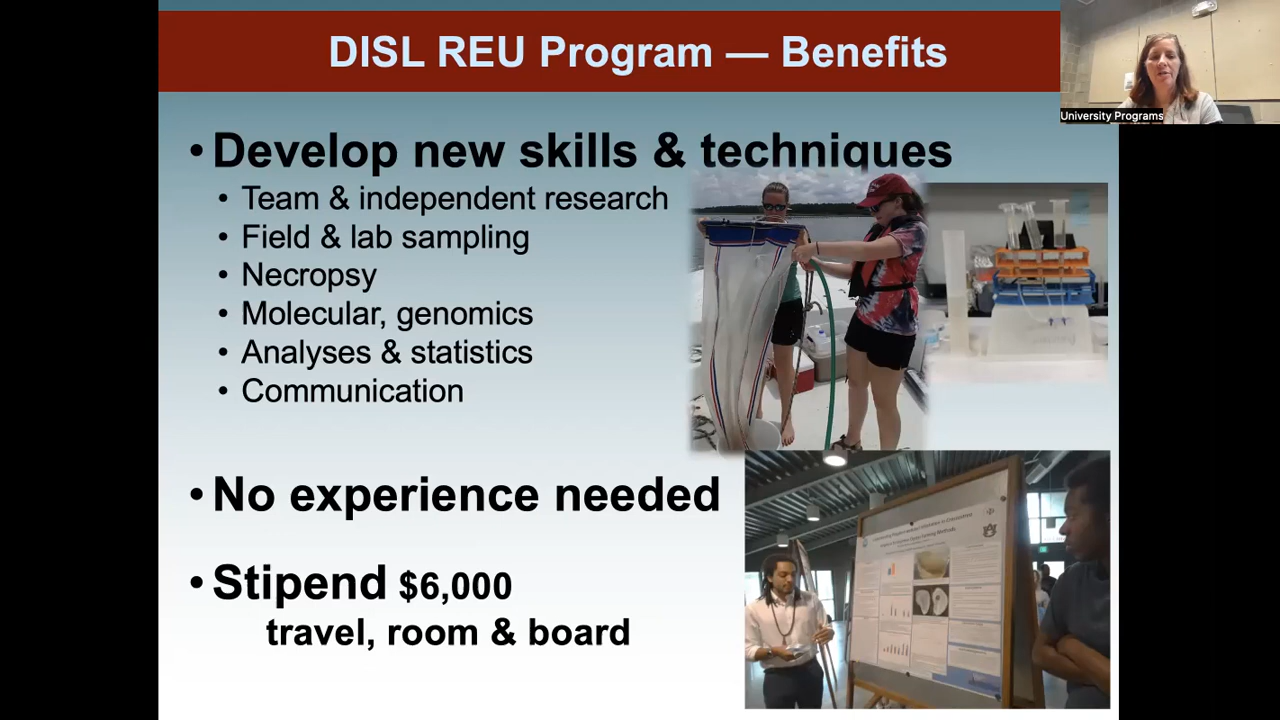 DISL REU Program — Benefits
University Programs
• Develop new skills & techniques
• Team & independent research
• Field & lab sampling
• Necropsy
• Molecular, genomics
• Analyses & statistics
• Communication
• No experience needed
• Stipend $6,000
travel, room & board